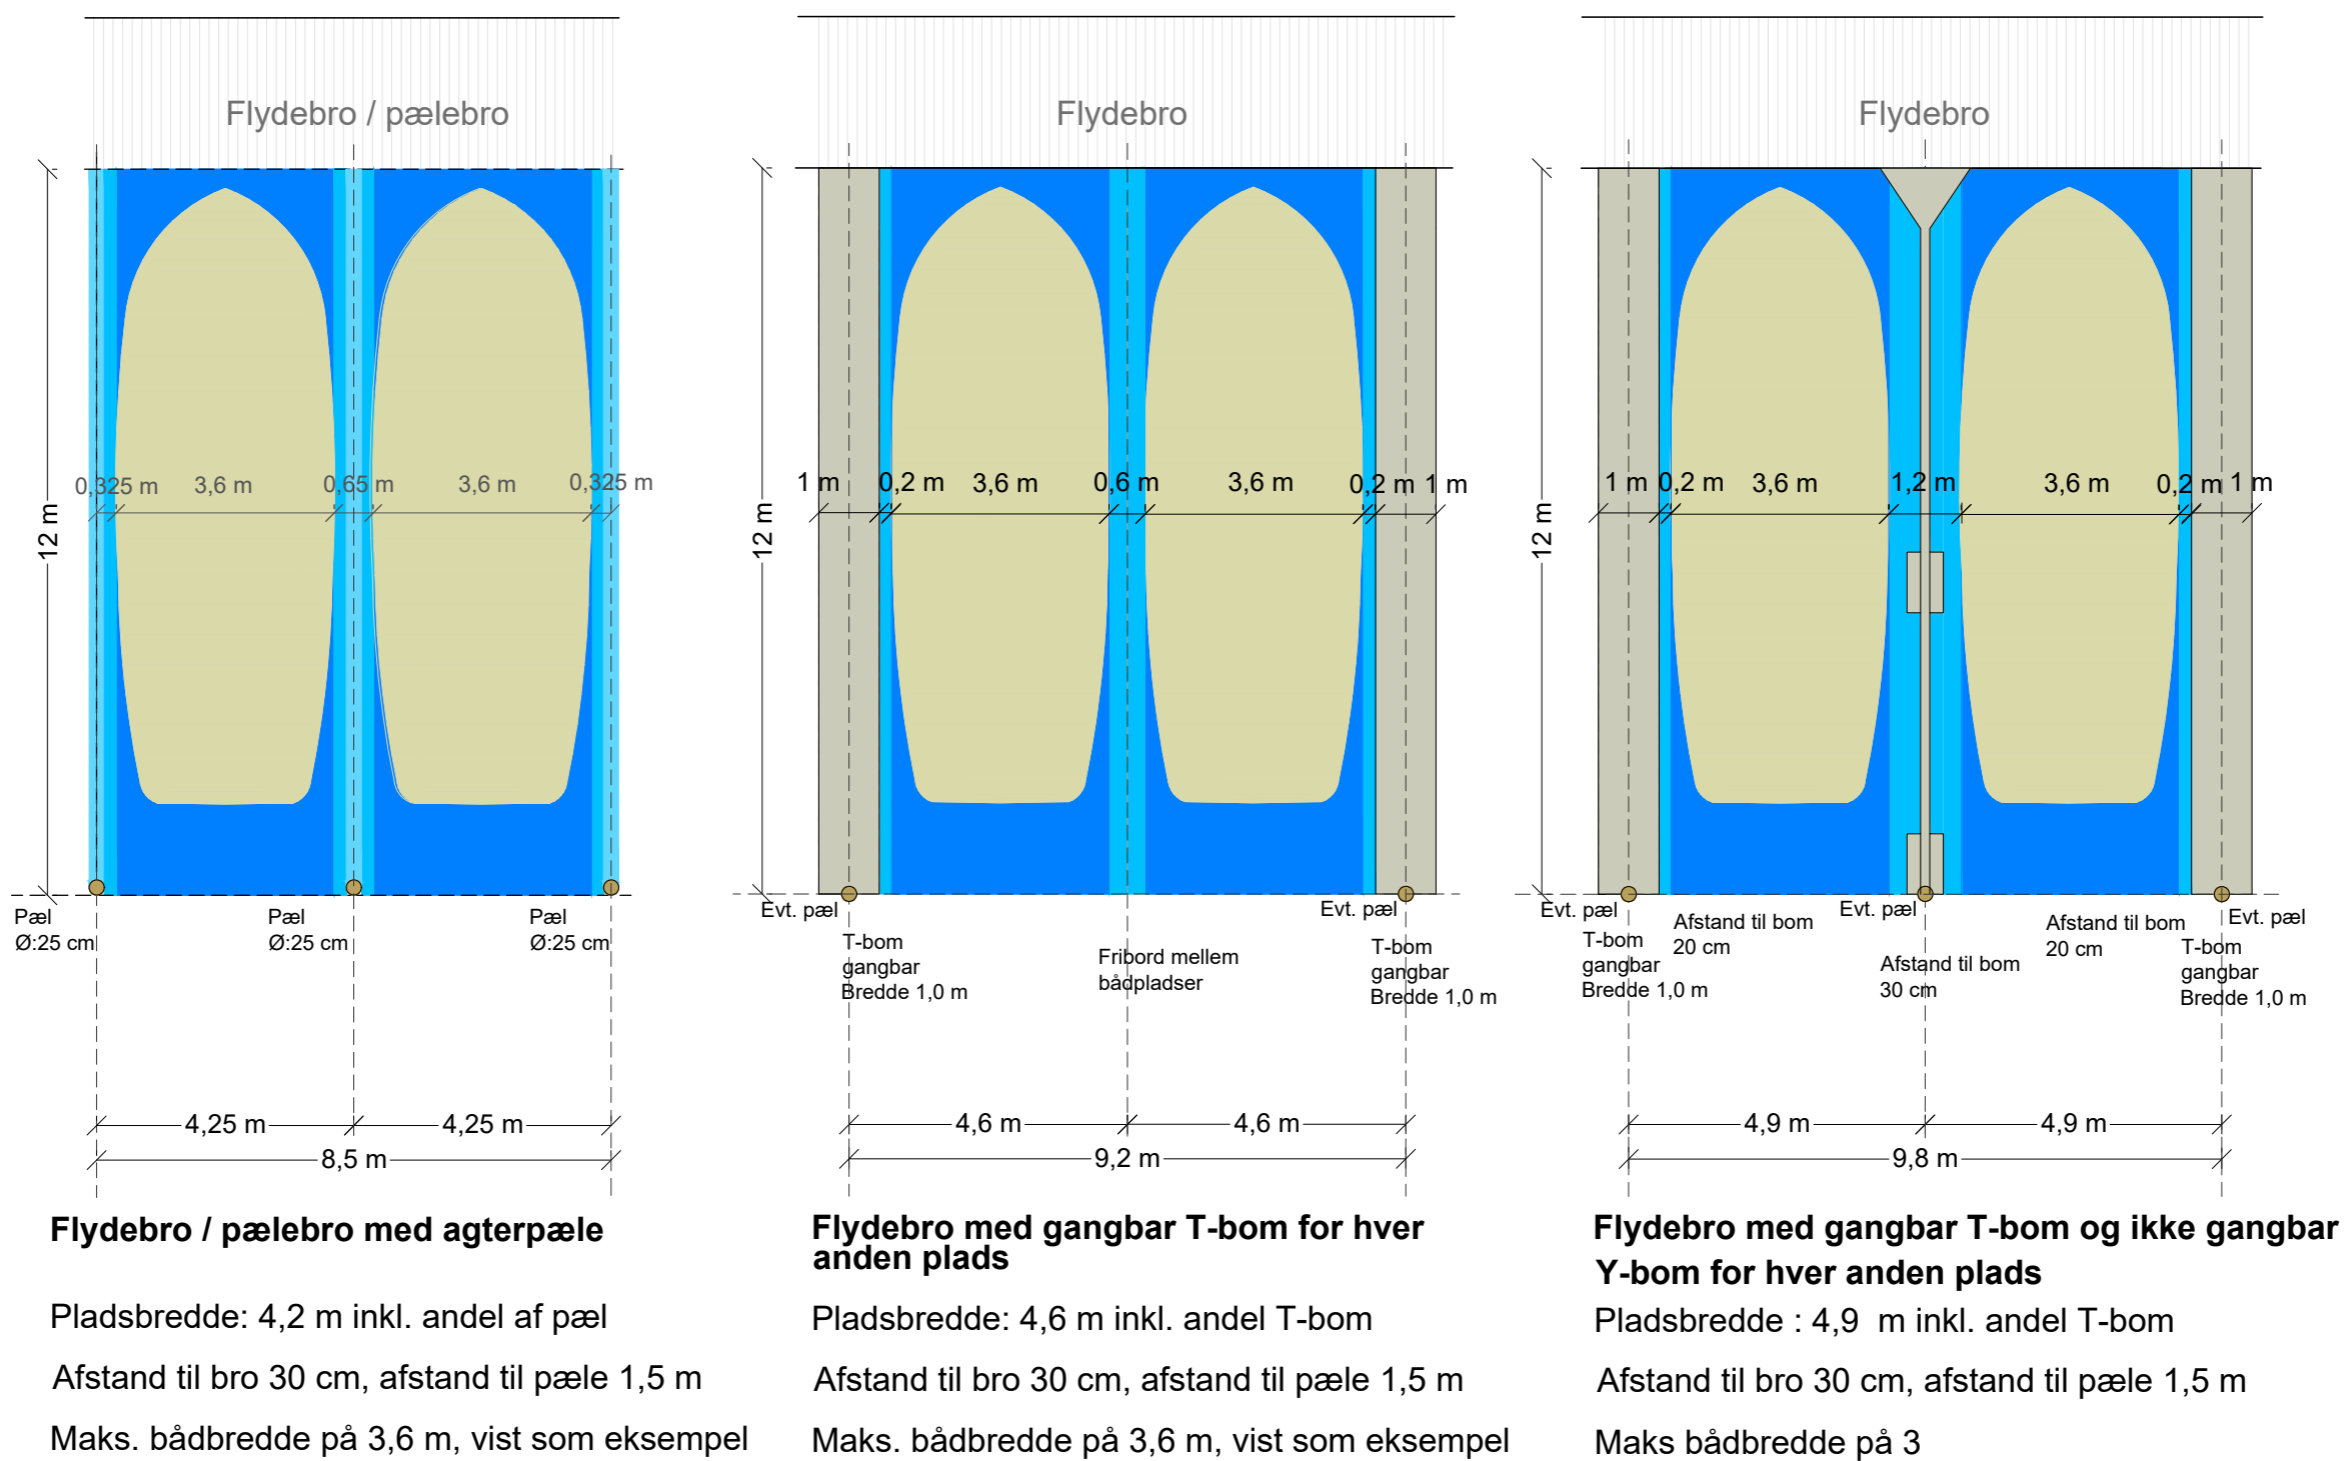 Flydebro / pælebro
12 m
0,325 m
3,6 m
0,65 m
3,6 m
0,325 m
Pæl
Ø:25 cm
Pæl
Ø:25 cm
Pæl
Ø:25 cm
4,25 m
4,25 m
8,5 m
Flydebro / pælebro med agterpæle
Pladsbredde: 4,2 m inkl. andel af pæl
Afstand til bro 30 cm, afstand til pæle 1,5 m
Maks. bådbredde på 3,6 m, vist som eksempel
Flydebro
12 m
1 m
0,2 m
3,6 m
0,6 m
3,6 m
0,2 m
1 m
Evt. pæl
T-bom
gangbar
Bredde 1,0 m
Fribord mellem
bådpladser
Evt. pæl
T-bom
gangbar
Bredde 1,0 m
4,6 m
4,6 m
9,2 m
Flydebro med gangbar T-bom for hver
anden plads
Pladsbredde: 4,6 m inkl. andel T-bom
Afstand til bro 30 cm, afstand til pæle 1,5 m
Maks. bådbredde på 3,6 m, vist som eksempel
Flydebro
12 m
1 m
0,2 m
3,6 m
1,2 m
3,6 m
0,2 m
1 m
Evt. pæl
T-bom
gangbar
Bredde 1,0 m
Afstand til bom
20 cm
Evt. pæl
Afstand til bom
30 cm
Afstand til bom
20 cm
Evt. pæl
T-bom
gangbar
Bredde 1,0 m
4,9 m
4,9 m
9,8 m
Flydebro med gangbar T-bom og ikke gangbar
Y-bom for hver anden plads
Pladsbredde : 4,9 m inkl. andel T-bom
Afstand til bro 30 cm, afstand til pæle 1,5 m
Maks bådbredde på 3